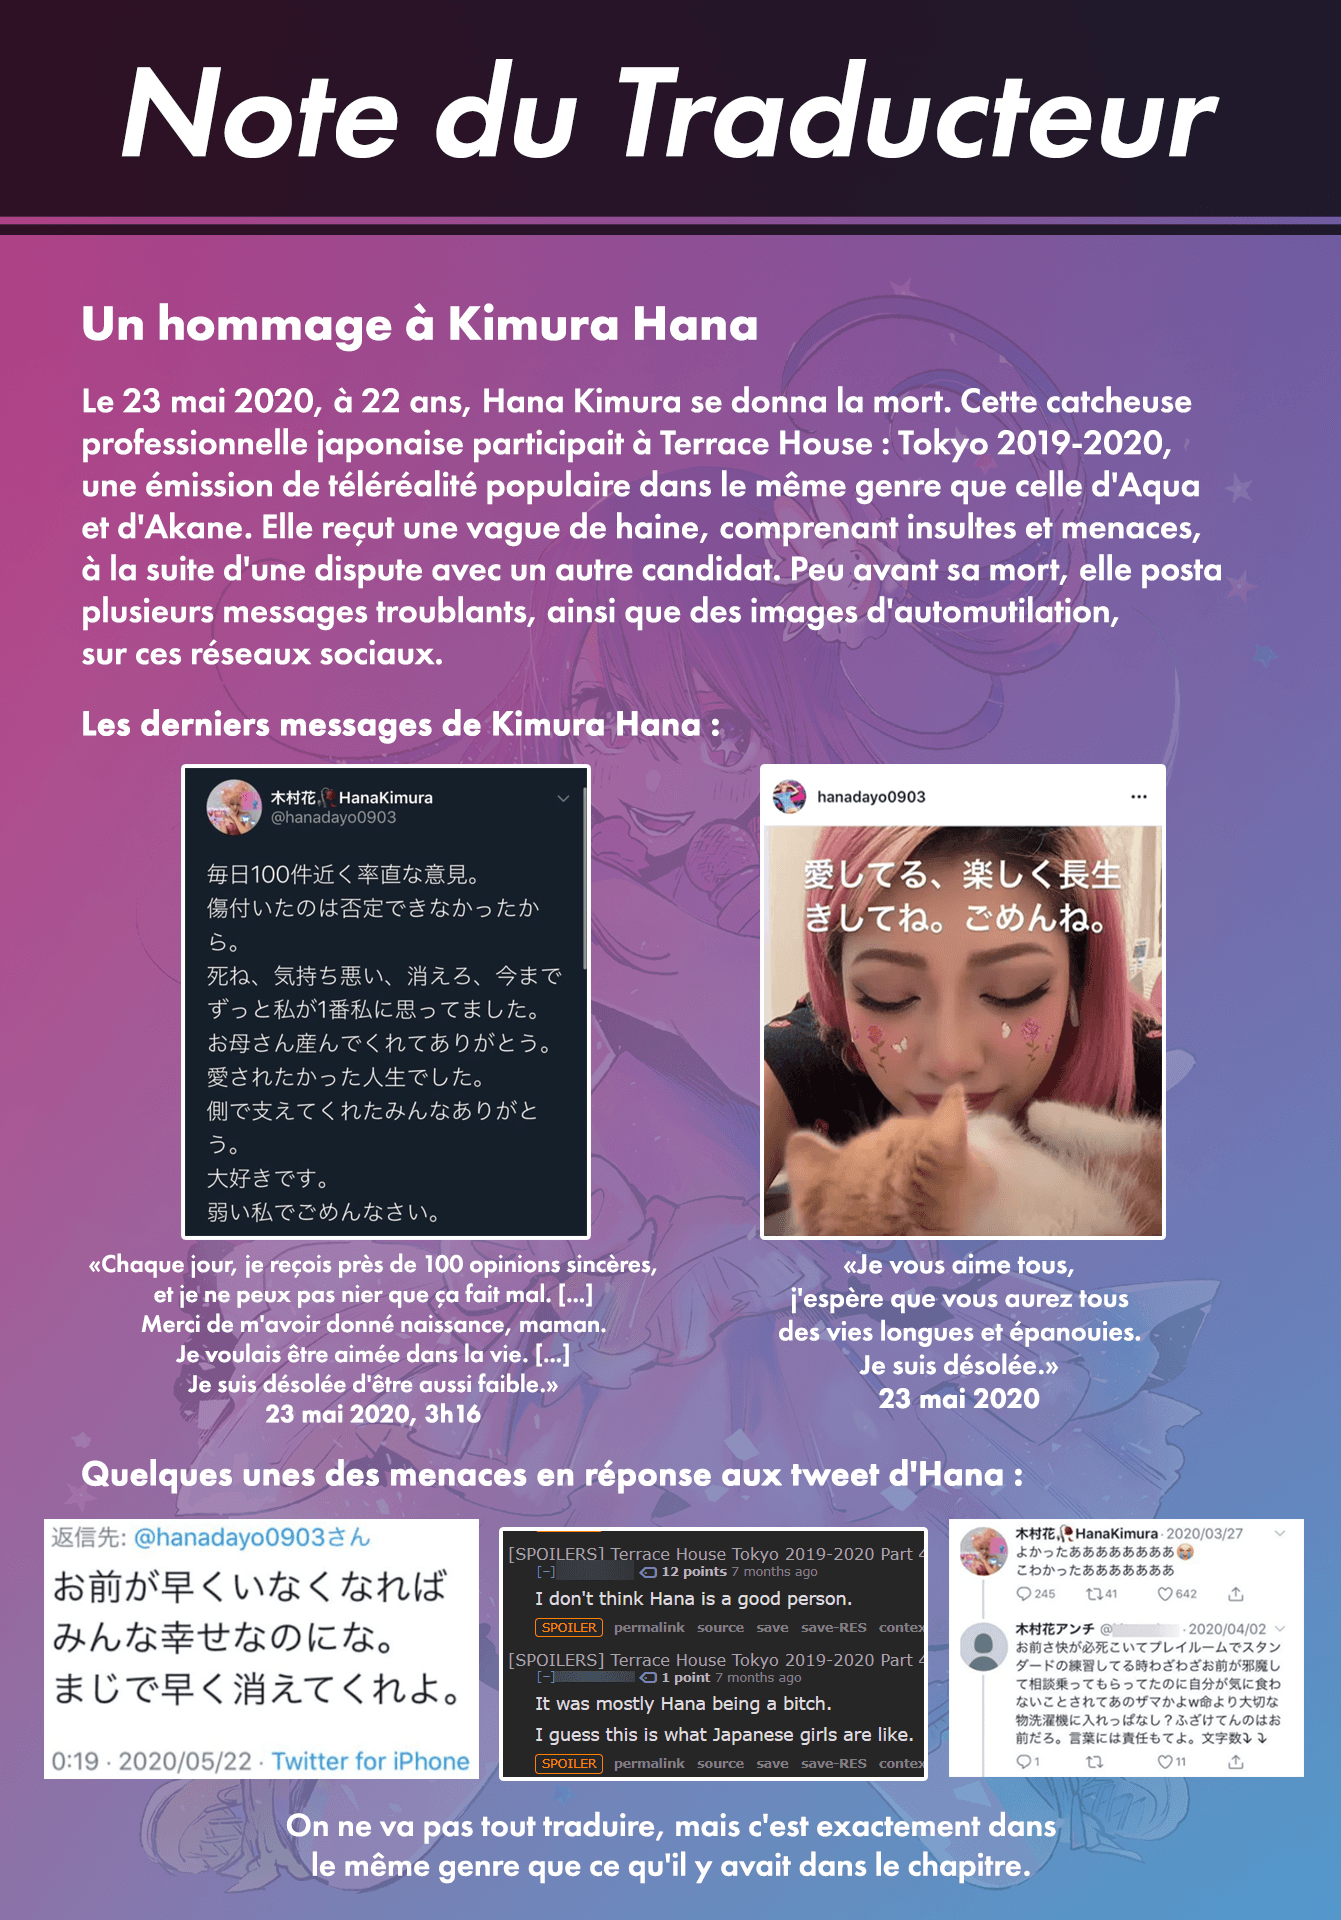 Note du Traducteur
Un hommage à Kimura Hana
Le 23 mai 2020, à 22 ans, Hana Kimura se donna la mort. Cette catcheuse
professionnelle japonaise participait à Terrace House : Tokyo 2019-2020,
une émission de téléréalité populaire dans le même genre que celle d'Aqua
et d'Akane. Elle reçut une vague de haine, comprenant insultes et menaces,
à la suite d'une dispute avec un autre candidat. Peu avant sa mort, elle posta
plusieurs messages troublants, ainsi que des images d'automutilation,
sur ces réseaux sociaux.
Les derniers messages de Kimura Hana :
木村花 HanaKimura
@hanadayo0903
毎日100件近く率直な意見。
傷付いたのは否定できなかったか
ら。
死ね、気持ち悪い、消えろ、今まで
ずっと私が1番私に思ってました。
お母さん産んでくれてありがとう。
愛されたかった人生でした。
側で支えてくれたみんなありがと
う。
大好きです。
弱い私でごめんなさい。
«Chaque jour, je reçois près de 100 opinions sincères,
et je ne peux pas nier que ça fait mal. [...]
Merci de m'avoir donné naissance, maman.
Je voulais être aimée dans la vie. [...]
Je suis désolée d'être aussi faible.»
23 mai 2020, 3h16
hanadayo0903
愛してる、楽しく長生
きしてね。ごめんね。
«Je vous aime tous,
j'espère que vous aurez tous
des vies longues et épanouies.
Je suis désolée.»
23 mai 2020
Quelques unes des menaces en réponse aux tweet d'Hana :
返信先: @hanadayo0903さん
お前が早くいなくなれば
みんな幸せなのにな。
まじで早く消えてくれよ。
0:19 · 2020/05/22 · Twitter for iPhone
[SPOILERS] Terrace House Tokyo 2019-2020 Part 4
[–] 12 points 7 months ago
I don't think Hana is a good person.
SPOILER permalink source save save-RES contex
[SPOILERS] Terrace House Tokyo 2019-2020 Part 4
[–] 1 point 7 months ago
It was mostly Hana being a bitch.
I guess this is what Japanese girls are like.
SPOILER permalink source save save-RES contex
木村花 HanaKimura · 2020/03/27
よかったああああああああ
こわかったあああああああ
245 41 642
木村花アンチ @ · 2020/04/02
お前さ快が必死こいてプレイルームでスタン
ダードの練習してる時わざわざお前が邪魔し
て相談乗ってもらってたのに自分が気に食わ
ないことされてあのザマかよw命より大切な
物洗濯機に入れっぱなし？ふざけてんのはお
前だろ。言葉には責任もてよ。文字数⤵⤵
1 11
On ne va pas tout traduire, mais c'est exactement dans
le même genre que ce qu'il y avait dans le chapitre.